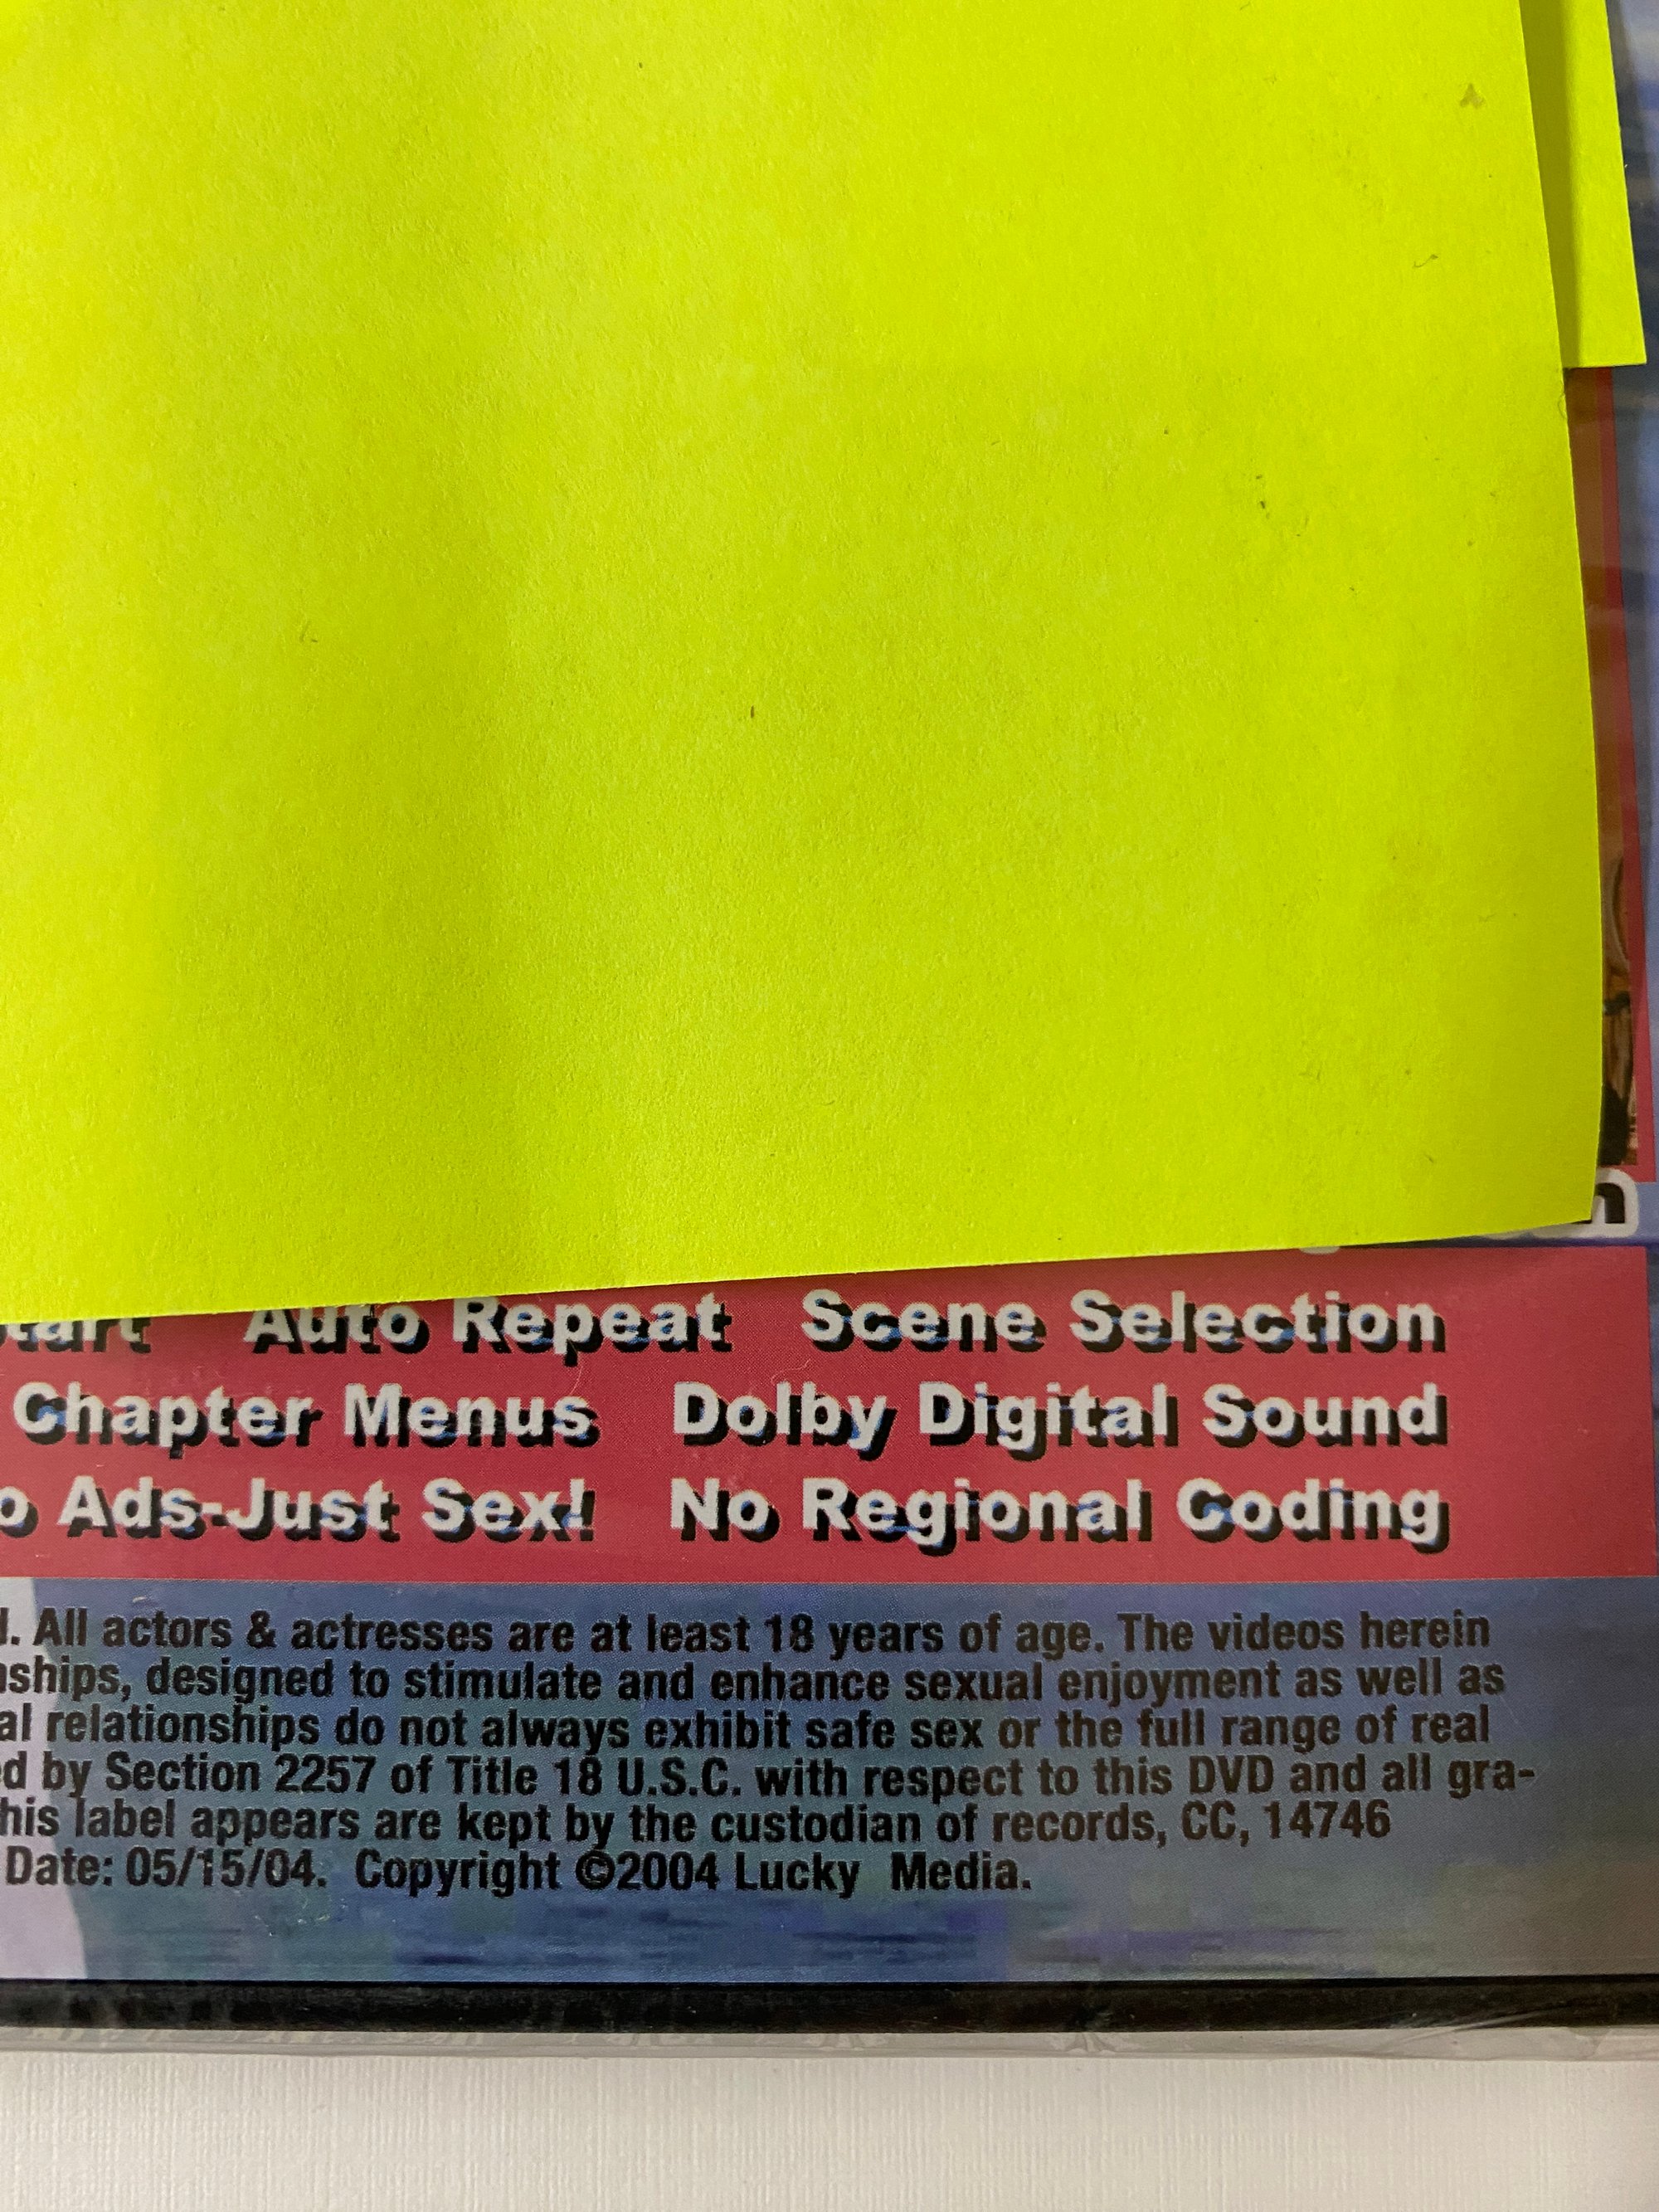 Auto Repeat Scene Selection
Chapter Menus Dolby Digital Sound
Ads-Just Sex! No Regional Coding
All actors & actresses are at least 18 years of age. The videos herein
designed to stimulate and enhance sexual enjoyment as well as
relationships do not always exhibit safe sex or the full range of real
by Section 2257 of Title 18 U.S.C. with respect to this DVD and all gra-
label appears are kept by the custodian of records, CC, 14746
Date: 05/15/04. Copyright ©2004 Lucky Media.